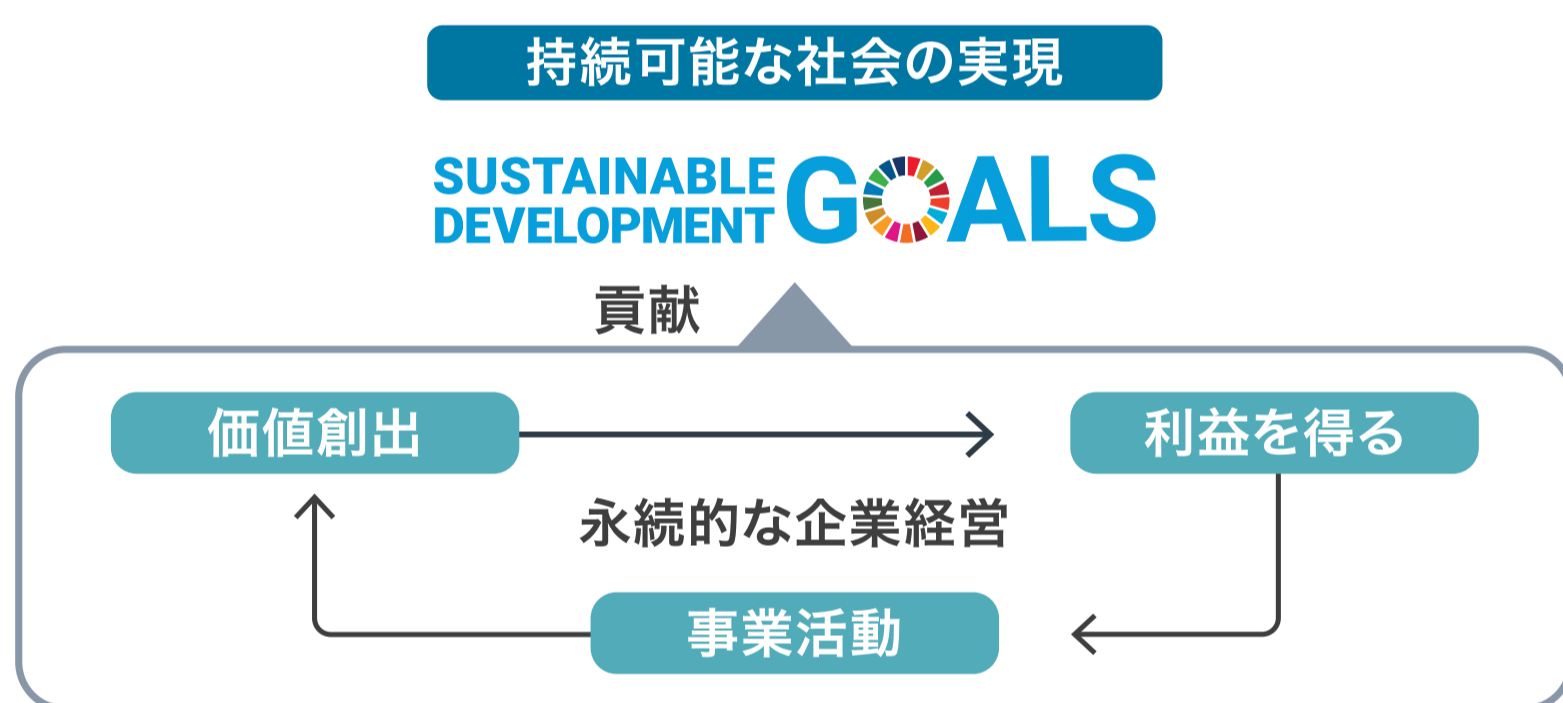 持続可能な社会の実現
SUSTAINABLE
DEVELOPMENT
GOALS
貢献
価値創出
利益を得る
永続的な企業経営
事業活動